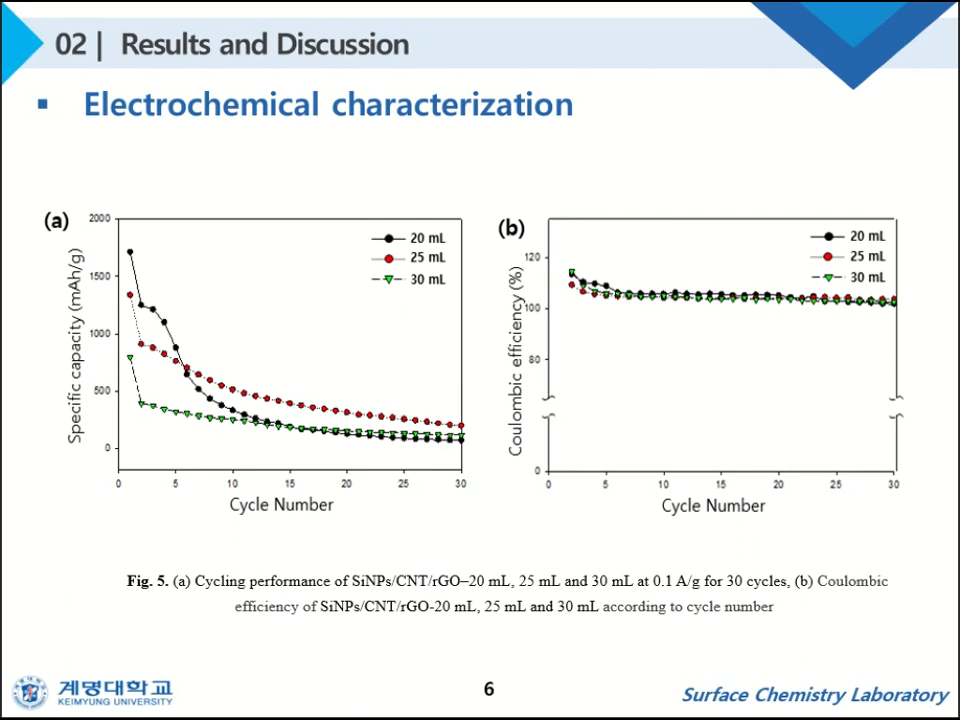 02 | Results and Discussion
▪ Electrochemical characterization
(a)
2000
1500
1000
500
0
0 5 10 15 20 25 30
Specific capacity (mAh/g)
Cycle Number
20 mL
25 mL
30 mL
(b)
120
100
80
0
0 5 10 15 20 25 30
Coulombic efficiency (%)
Cycle Number
20 mL
25 mL
30 mL
Fig. 5. (a) Cycling performance of SiNPs/CNT/rGO–20 mL, 25 mL and 30 mL at 0.1 A/g for 30 cycles, (b) Coulombic
efficiency of SiNPs/CNT/rGO-20 mL, 25 mL and 30 mL according to cycle number
계명대학교
KEIMYUNG UNIVERSITY
6
Surface Chemistry Laboratory